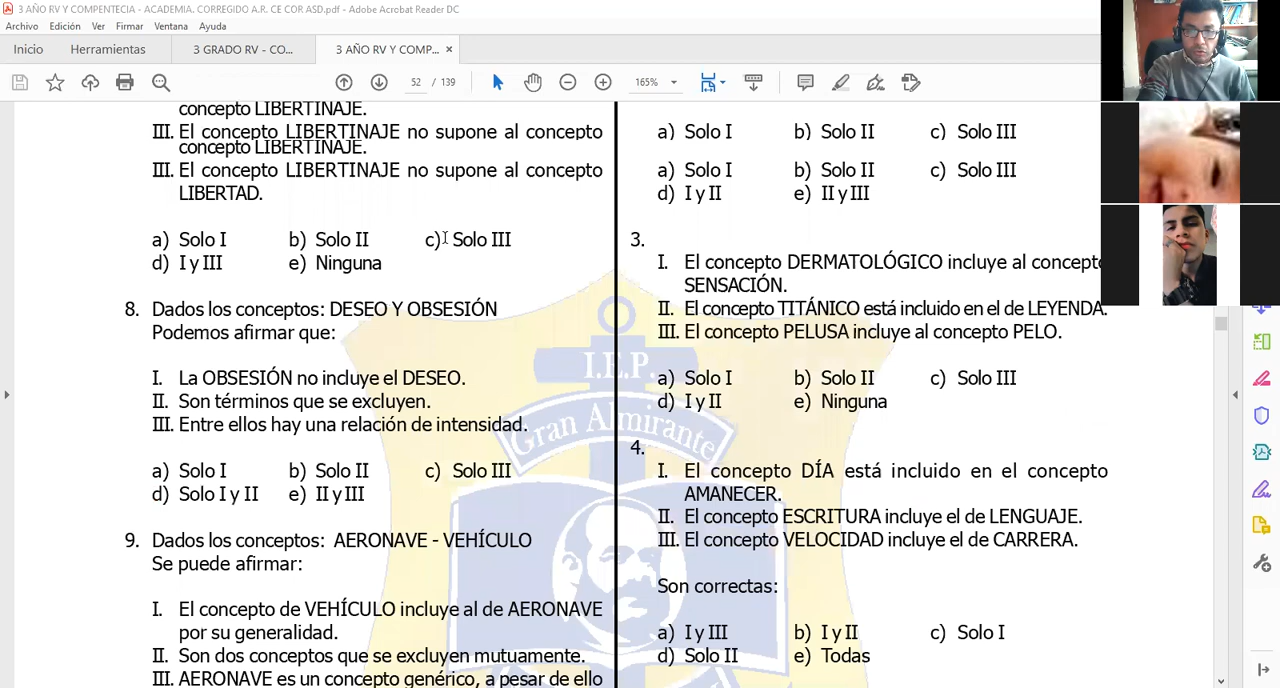 3 AÑO RV Y COMPENTECIA - ACADEMIA. CORREGIDO A.R. CE COR ASD.pdf - Adobe Acrobat Reader DC
Archivo Edición Ver Firmar Ventana Ayuda
Inicio Herramientas 3 GRADO RV - CO... 3 AÑO RV Y COMP... ×
52 / 139 165%
concepto LIBERTINAJE.
III. El concepto LIBERTINAJE no supone al concepto
concepto LIBERTINAJE.
III. El concepto LIBERTINAJE no supone al concepto
LIBERTAD.
a) Solo I b) Solo II c) Solo III
d) I y III e) Ninguna
8. Dados los conceptos: DESEO Y OBSESIÓN
Podemos afirmar que:
I. La OBSESIÓN no incluye el DESEO.
II. Son términos que se excluyen.
III. Entre ellos hay una relación de intensidad.
a) Solo I b) Solo II c) Solo III
d) Solo I y II e) II y III
9. Dados los conceptos: AERONAVE - VEHÍCULO
Se puede afirmar:
I. El concepto de VEHÍCULO incluye al de AERONAVE
por su generalidad.
II. Son dos conceptos que se excluyen mutuamente.
III. AERONAVE es un concepto genérico, a pesar de ello
a) Solo I b) Solo II c) Solo III
a) Solo I b) Solo II c) Solo III
d) I y II e) II y III
3.
I. El concepto DERMATOLÓGICO incluye al concepto
SENSACIÓN.
II. El concepto TITÁNICO está incluido en el de LEYENDA.
III. El concepto PELUSA incluye al concepto PELO.
a) Solo I b) Solo II c) Solo III
d) I y II e) Ninguna
4.
I. El concepto DÍA está incluido en el concepto
AMANECER.
II. El concepto ESCRITURA incluye el de LENGUAJE.
III. El concepto VELOCIDAD incluye el de CARRERA.
Son correctas:
a) I y III b) I y II c) Solo I
d) Solo II e) Todas
I.E.P.
Gran Almirante